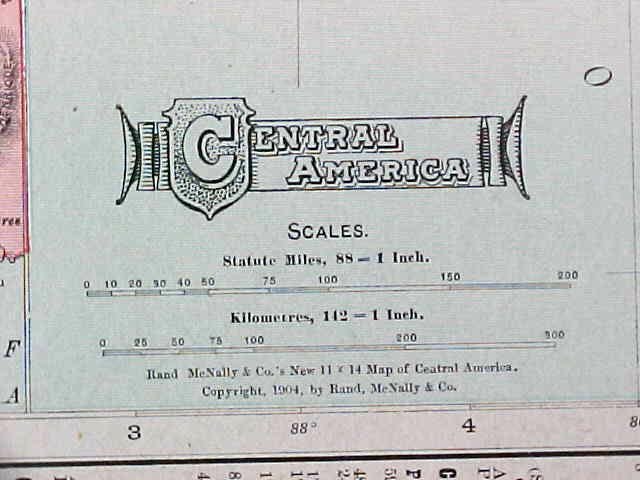 CENTRAL
AMERICA
SCALES.
Statute Miles, 88 = 1 Inch.
0 10 20 30 40 50 75 100 150 200
Kilometres, 142 = 1 Inch.
0 25 50 75 100 200 300
Rand McNally & Co.'s New 11 x 14 Map of Central America.
Copyright, 1904, by Rand, McNally & Co.
F
A
3 88° 4